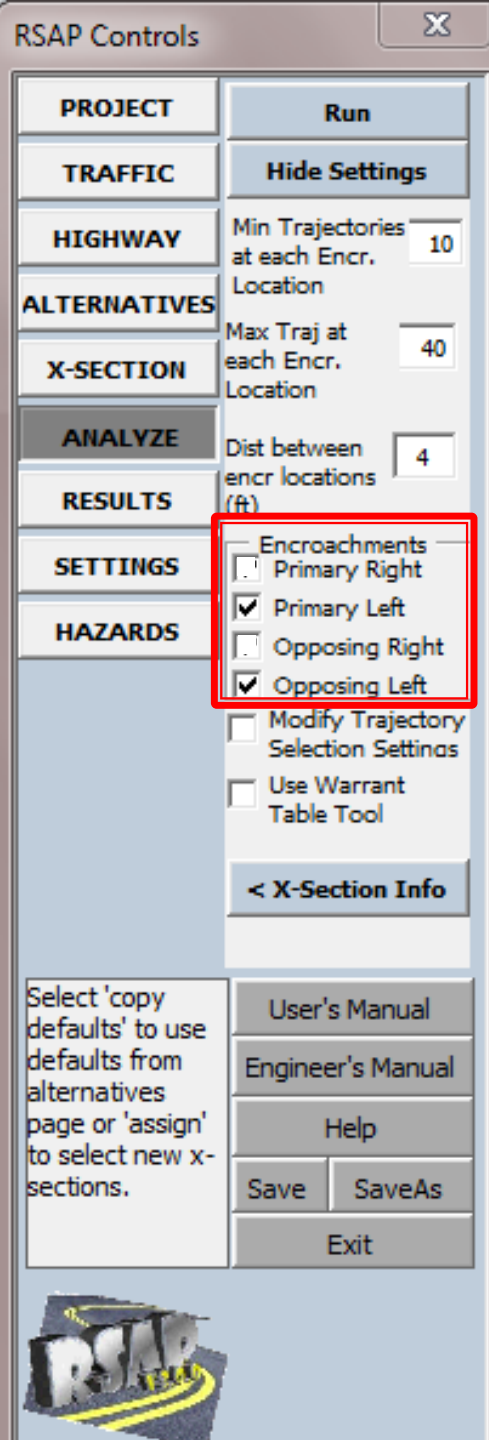 RSAP Controls
PROJECT
TRAFFIC
HIGHWAY
ALTERNATIVES
X-SECTION
ANALYZE
RESULTS
SETTINGS
HAZARDS
Run
Hide Settings
Min Trajectories
at each Encr.
Location
10
Max Traj at
each Encr.
Location
40
Dist between
encr locations
(ft)
4
Encroachments
Primary Right
Primary Left
Opposing Right
Opposing Left
Modify Trajectory
Selection Settings
Use Warrant
Table Tool
< X-Section Info
Select 'copy
defaults' to use
defaults from
alternatives
page or 'assign'
to select new x-
sections.
User's Manual
Engineer's Manual
Help
Save
SaveAs
Exit
RSAP